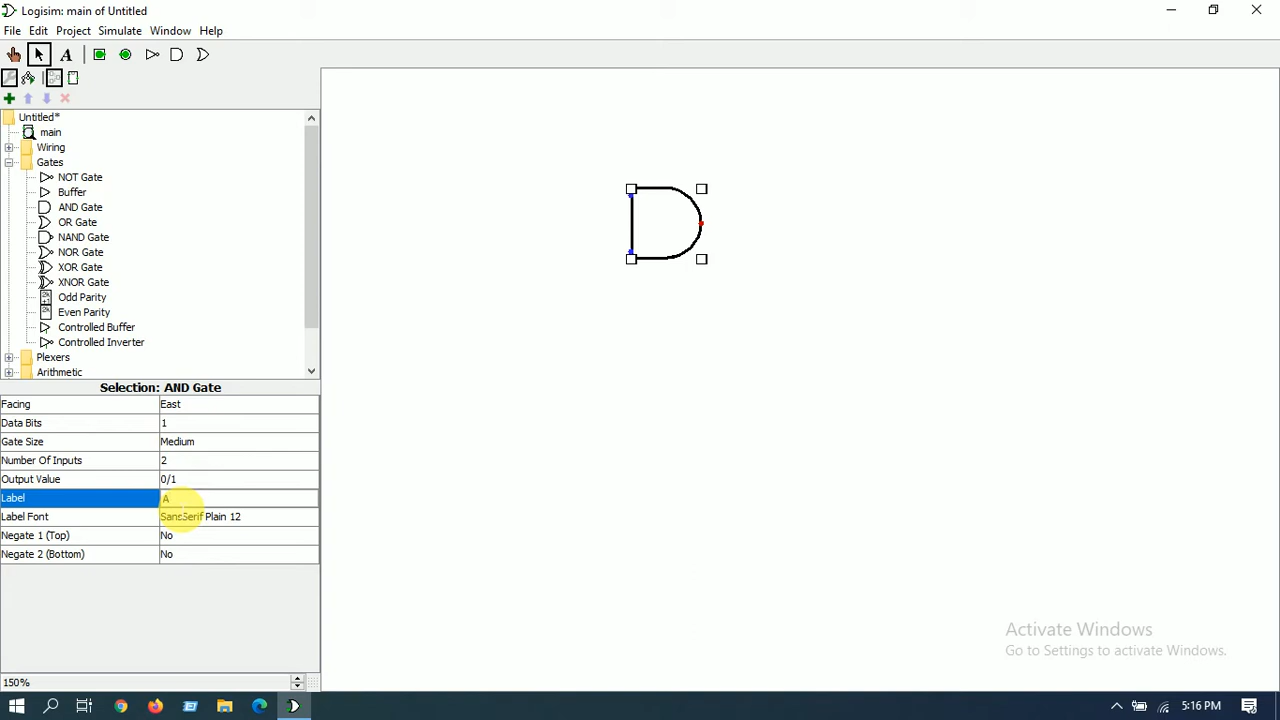 Logisim: main of Untitled
File Edit Project Simulate Window Help
A
Untitled*
main
Wiring
Gates
NOT Gate
Buffer
AND Gate
OR Gate
NAND Gate
NOR Gate
XOR Gate
XNOR Gate
Odd Parity
Even Parity
Controlled Buffer
Controlled Inverter
Plexers
Arithmetic
Selection: AND Gate
Facing East
Data Bits 1
Gate Size Medium
Number Of Inputs 2
Output Value 0/1
Label A
Label Font SansSerif Plain 12
Negate 1 (Top) No
Negate 2 (Bottom) No
Activate Windows
Go to Settings to activate Windows.
150%
5:16 PM